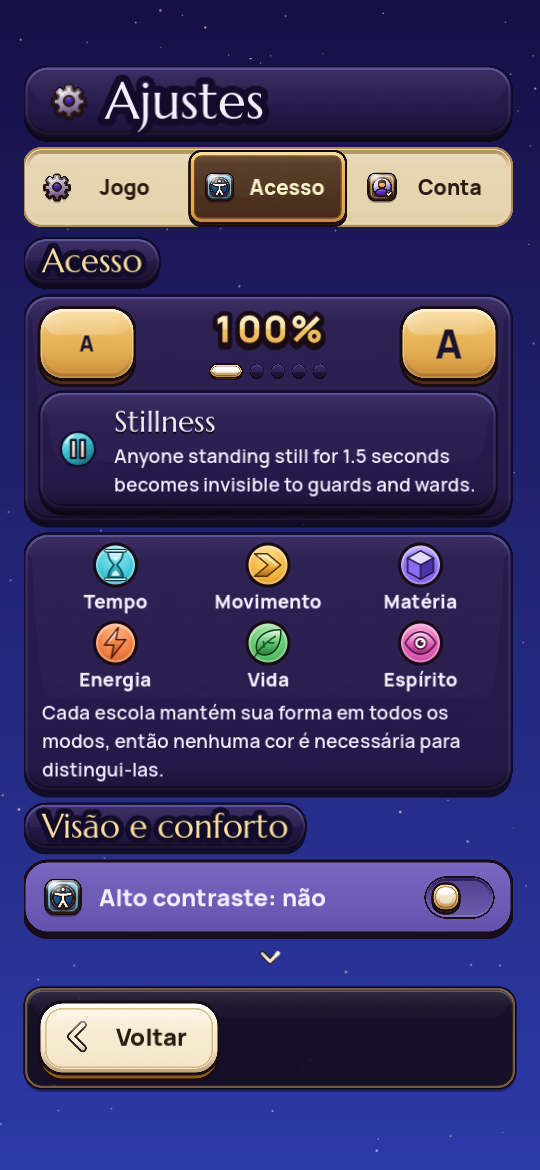 Ajustes
Jogo
Acesso
Conta
Acesso
A
100%
A
Stillness
Anyone standing still for 1.5 seconds
becomes invisible to guards and wards.
Tempo
Movimento
Matéria
Energia
Vida
Espírito
Cada escola mantém sua forma em todos os
modos, então nenhuma cor é necessária para
distingui-las.
Visão e conforto
Alto contraste: não
Voltar